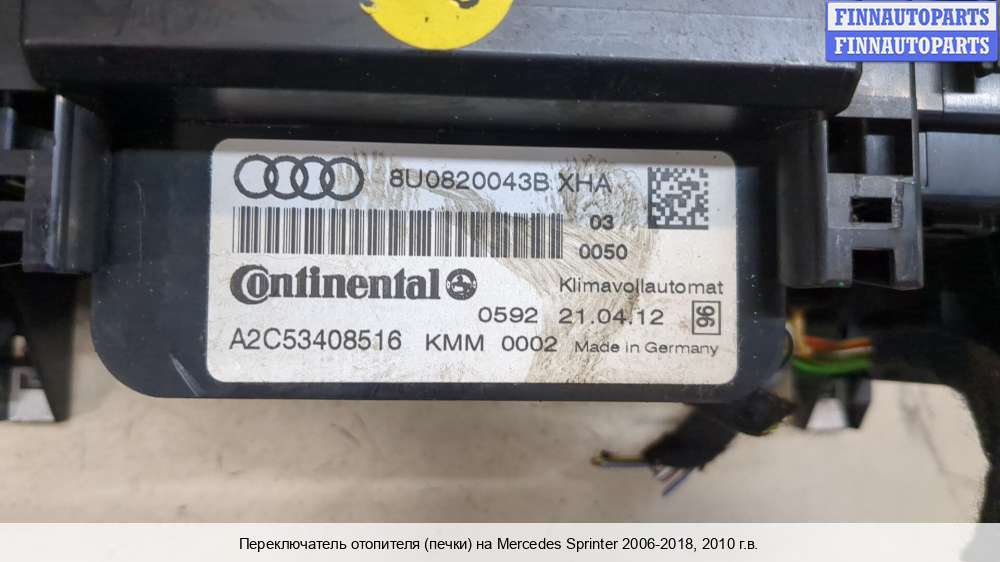 FINNAUTOPARTS
FINNAUTOPARTS
8U0820043B XHA
03
0050
Continental
Klimavollautomat
0592 21.04.12 96
A2C53408516 KMM 0002 Made in Germany
Переключатель отопителя (печки) на Mercedes Sprinter 2006-2018, 2010 г.в.